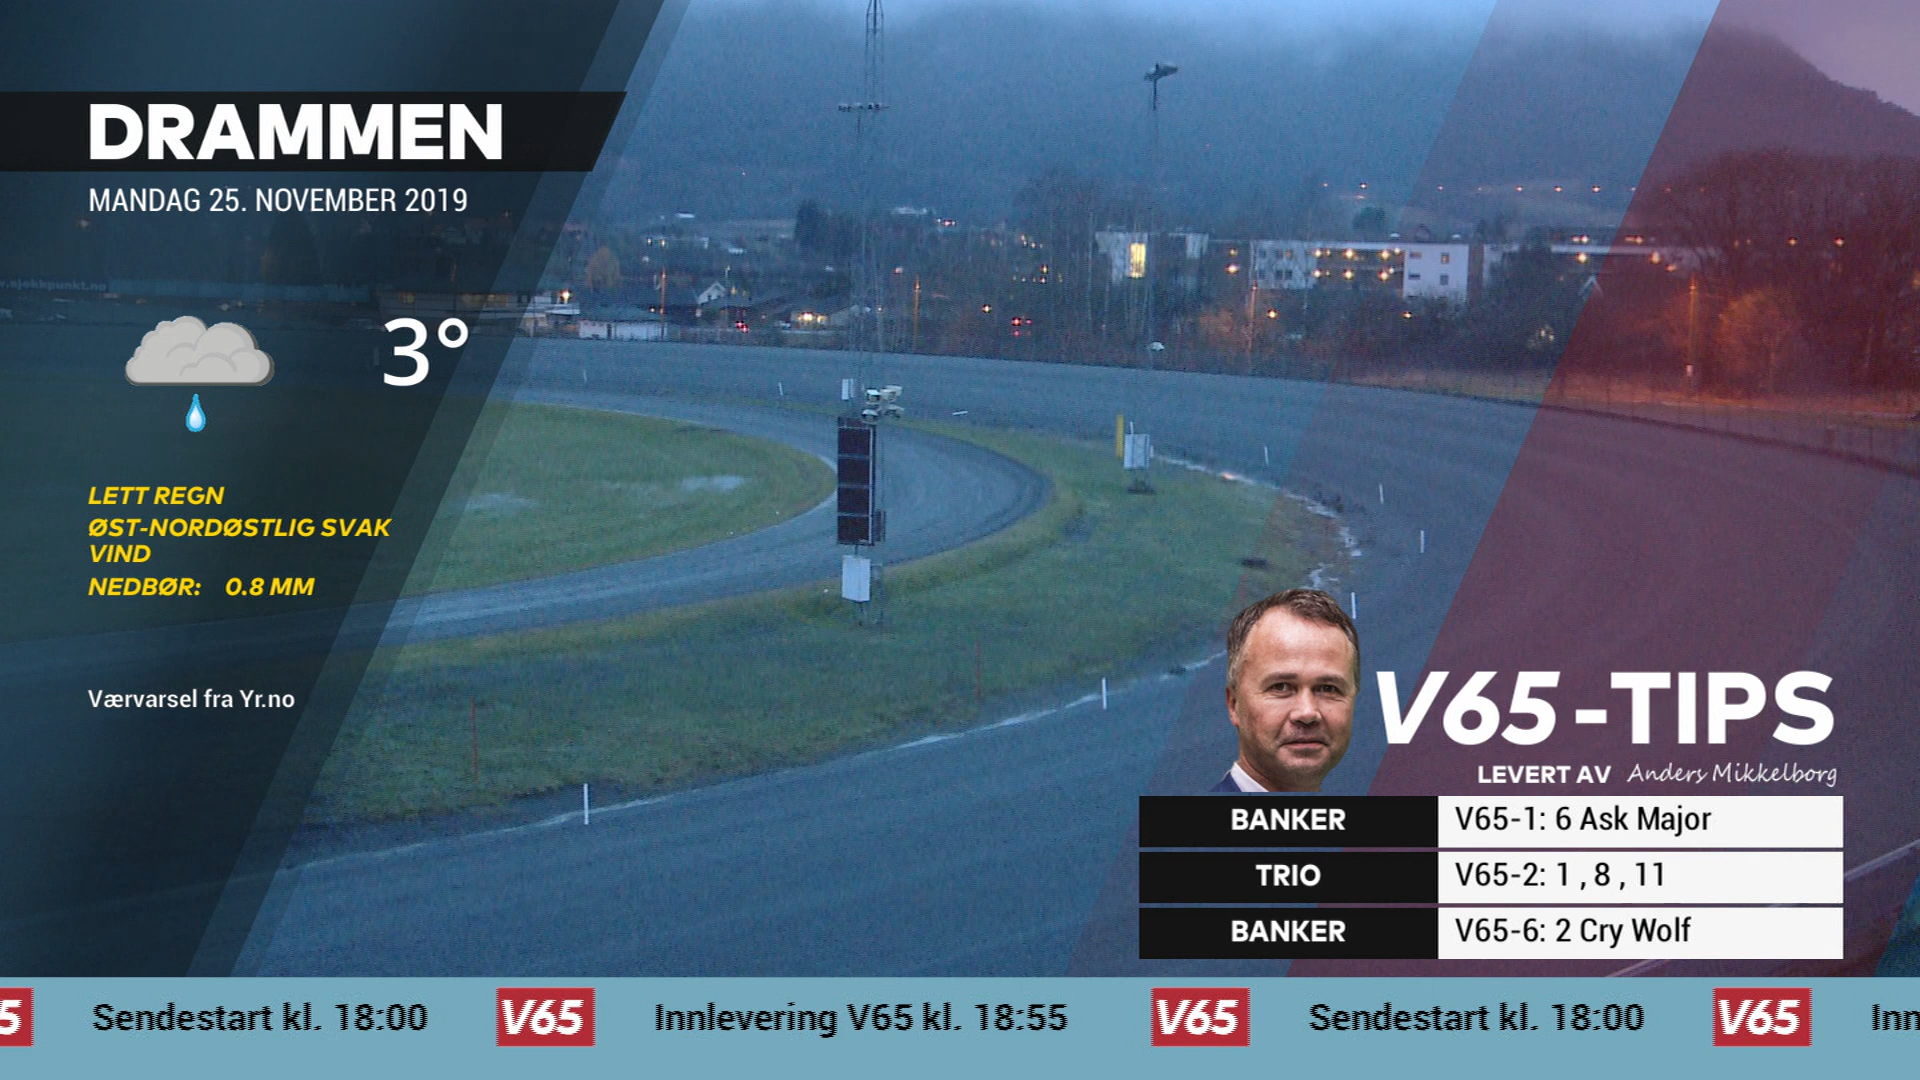 DRAMMEN
MANDAG 25. NOVEMBER 2019
3°
LETT REGN
ØST-NORDØSTLIG SVAK
VIND
NEDBØR: 0.8 MM
Værvarsel fra Yr.no
V65-TIPS
LEVERT AV Anders Mikkelborg
BANKER V65-1: 6 Ask Major
TRIO V65-2: 1 , 8 , 11
BANKER V65-6: 2 Cry Wolf
5 Sendestart kl. 18:00 V65 Innlevering V65 kl. 18:55 V65 Sendestart kl. 18:00 V65 Inn